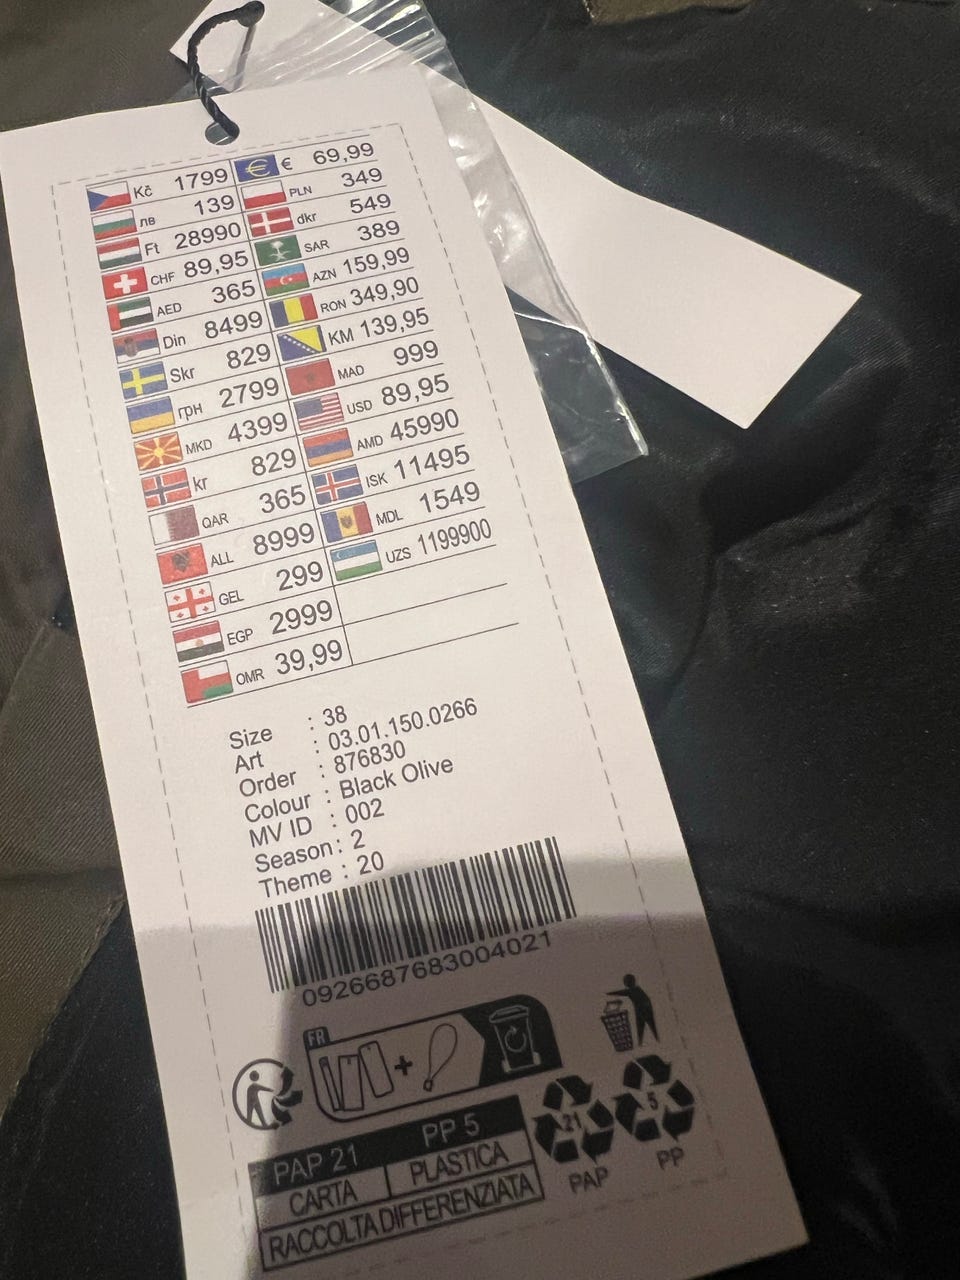 Kč 1799 € € 69,99
лв 139 PLN 349
Ft 28990 dkr 549
CHF 89,95 SAR 389
AED 365 AZN 159,99
Din 8499 RON 349,90
Skr 829 KM 139,95
грн 2799 MAD 999
MKD 4399 USD 89,95
kr 829 AMD 45990
QAR 365 ISK 11495
ALL 8999 MDL 1549
GEL 299 UZS 1199900
EGP 2999
OMR 39,99
Size : 38
Art : 03.01.150.0266
Order : 876830
Colour : Black Olive
MV ID : 002
Season : 2
Theme : 20
0926687683004021
FR
+
21 5
PAP PP
PAP 21 PP 5
CARTA PLASTICA
RACCOLTA DIFFERENZIATA